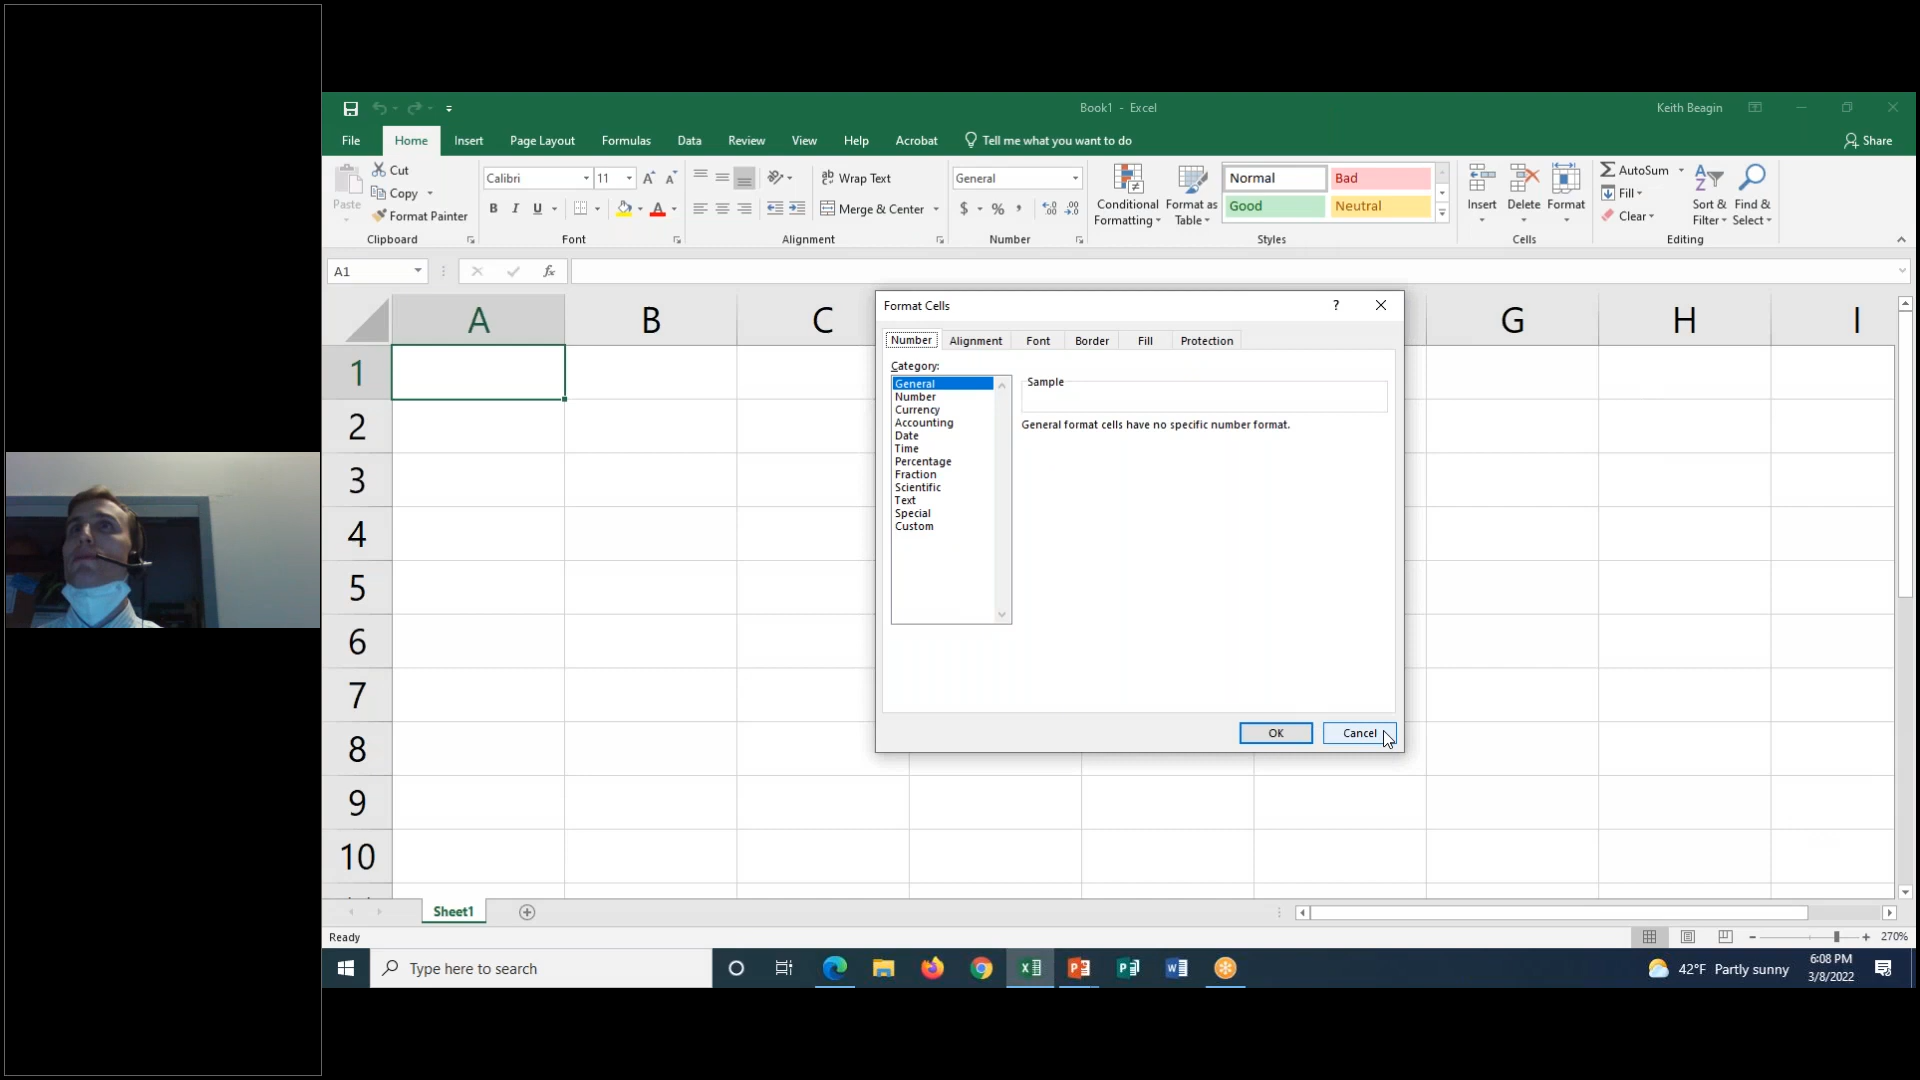 Book1 - Excel
Keith Beagin
File Home Insert Page Layout Formulas Data Review View Help Acrobat Tell me what you want to do Share
Paste
Cut
Copy
Format Painter
Clipboard
Calibri 11
B I U A
Font
Wrap Text
Merge & Center
Alignment
General
$ % ,
Number
Conditional Formatting
Format as Table
Normal Bad
Good Neutral
Styles
Insert Delete Format
Cells
AutoSum
Fill
Clear
Sort & Filter
Find & Select
Editing
A1 fx
A B C G H I
1
2
3
4
5
6
7
8
9
10
Format Cells ?
Number Alignment Font Border Fill Protection
Category:
General
Number
Currency
Accounting
Date
Time
Percentage
Fraction
Scientific
Text
Special
Custom
Sample
General format cells have no specific number format.
OK Cancel
Sheet1
Ready 270%
Type here to search
42°F Partly sunny
6:08 PM
3/8/2022